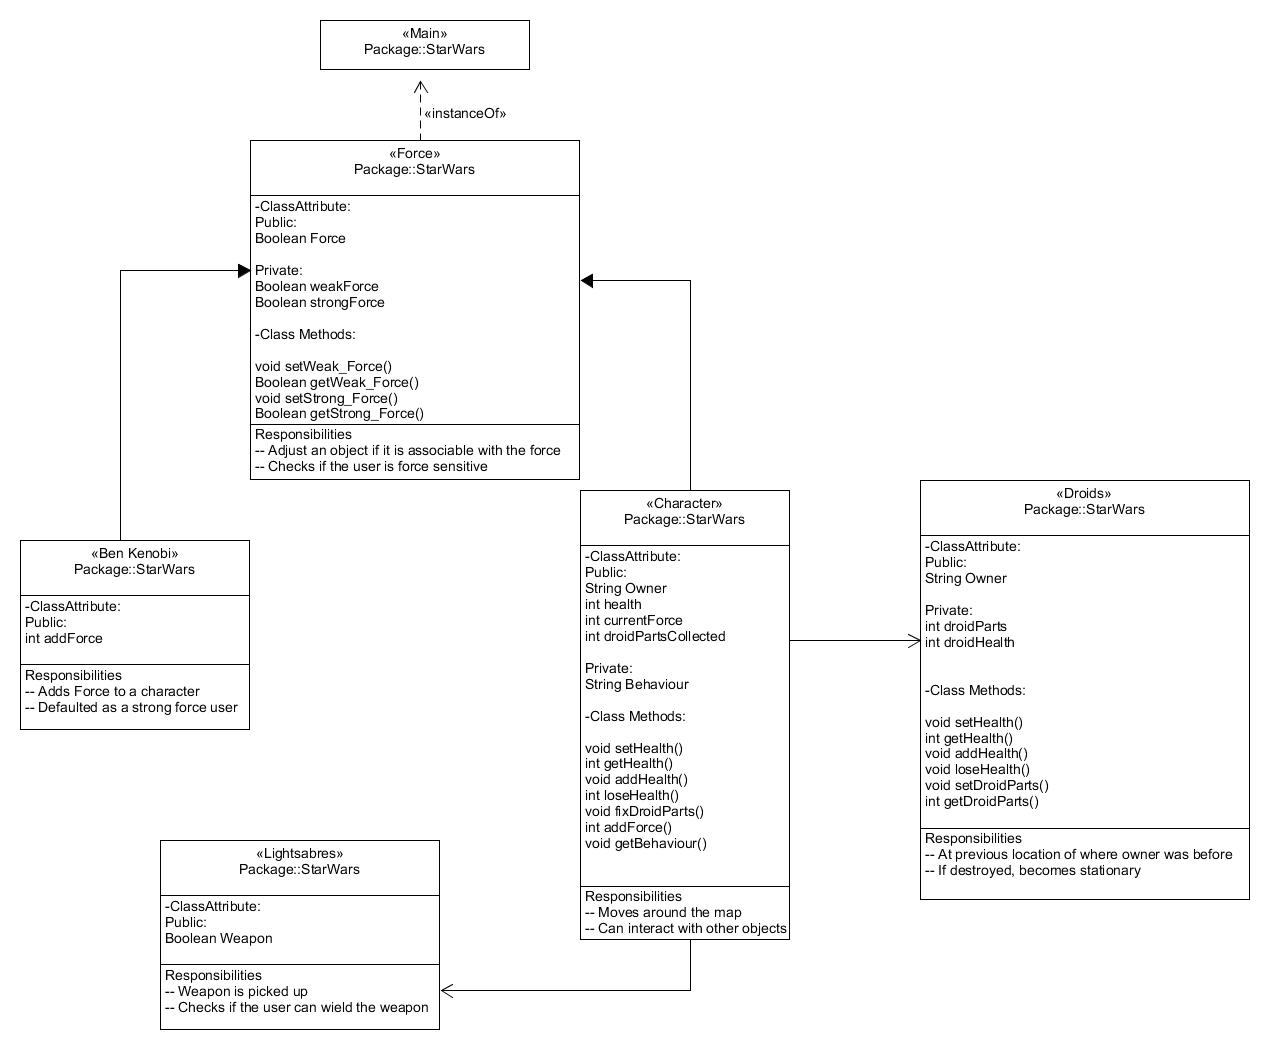 «Main»
Package::StarWars
«instanceOf»
«Force»
Package::StarWars
-ClassAttribute:
Public:
Boolean Force
Private:
Boolean weakForce
Boolean strongForce
-Class Methods:
void setWeak_Force()
Boolean getWeak_Force()
void setStrong_Force()
Boolean getStrong_Force()
Responsibilities
-- Adjust an object if it is associable with the force
-- Checks if the user is force sensitive
«Ben Kenobi»
Package::StarWars
-ClassAttribute:
Public:
int addForce
Responsibilities
-- Adds Force to a character
-- Defaulted as a strong force user
«Character»
Package::StarWars
-ClassAttribute:
Public:
String Owner
int health
int currentForce
int droidPartsCollected
Private:
String Behaviour
-Class Methods:
void setHealth()
int getHealth()
void addHealth()
int loseHealth()
void fixDroidParts()
int addForce()
void getBehaviour()
Responsibilities
-- Moves around the map
-- Can interact with other objects
«Droids»
Package::StarWars
-ClassAttribute:
Public:
String Owner
Private:
int droidParts
int droidHealth
-Class Methods:
void setHealth()
int getHealth()
void addHealth()
void loseHealth()
void setDroidParts()
int getDroidParts()
Responsibilities
-- At previous location of where owner was before
-- If destroyed, becomes stationary
«Lightsabres»
Package::StarWars
-ClassAttribute:
Public:
Boolean Weapon
Responsibilities
-- Weapon is picked up
-- Checks if the user can wield the weapon